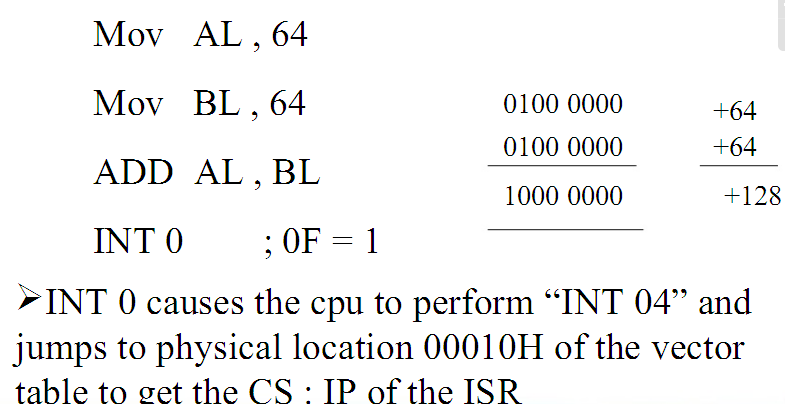 Mov AL , 64
Mov BL , 64
0100 0000 +64
0100 0000 +64
ADD AL , BL
1000 0000 +128
INT 0 ; 0F = 1
➢INT 0 causes the cpu to perform “INT 04” and
jumps to physical location 00010H of the vector
table to get the CS : IP of the ISR